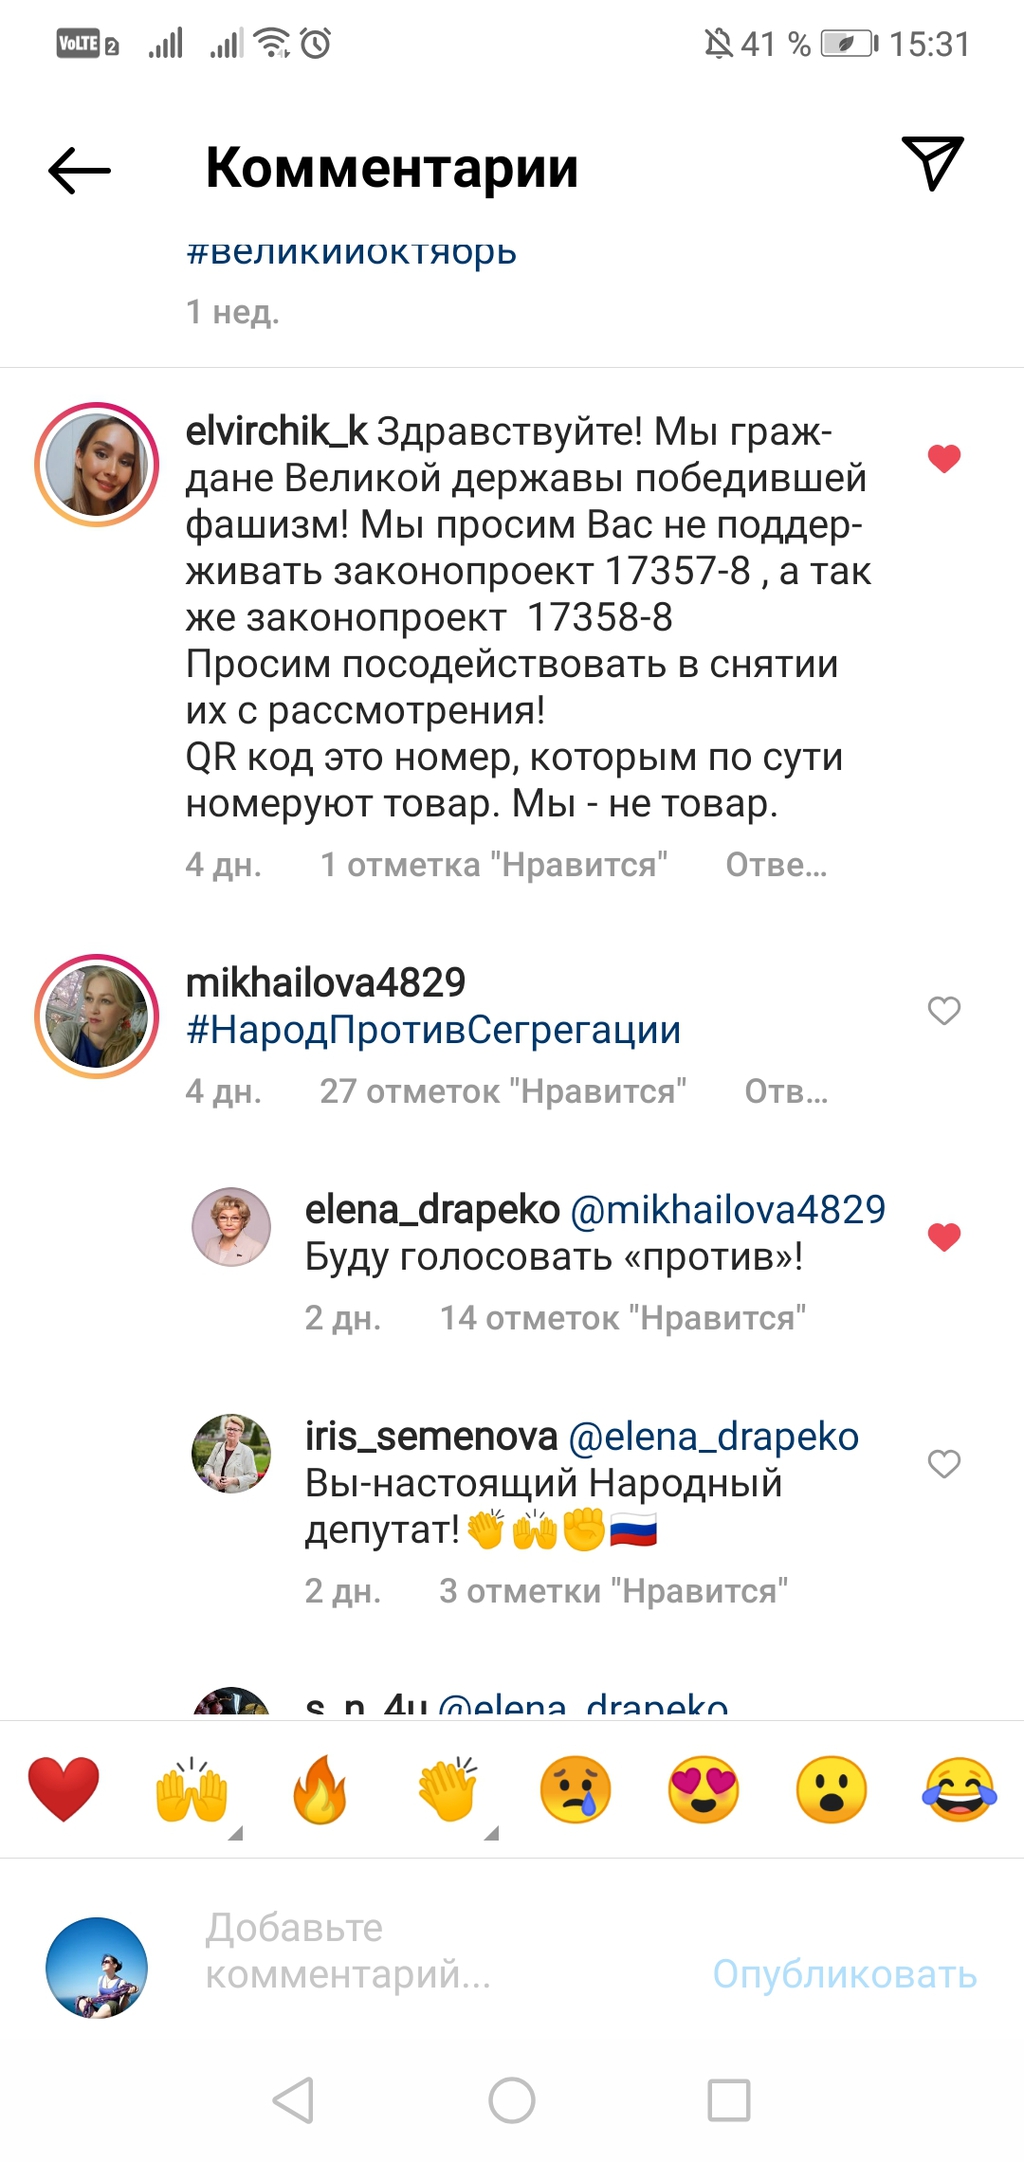 VoLTE 2 41 % 15:31
Комментарии
#великийоктябрь
1 нед.
elvirchik_k Здравствуйте! Мы граж-
дане Великой державы победившей
фашизм! Мы просим Вас не поддер-
живать законопроект 17357-8 , а так
же законопроект 17358-8
Просим посодействовать в снятии
их с рассмотрения!
QR код это номер, которым по сути
номеруют товар. Мы - не товар.
4 дн. 1 отметка "Нравится" Отве...
mikhailova4829
#НародПротивСегрегации
4 дн. 27 отметок "Нравится" Отв...
elena_drapeko @mikhailova4829
Буду голосовать «против»!
2 дн. 14 отметок "Нравится"
iris_semenova @elena_drapeko
Вы-настоящий Народный
депутат!👏🙌✊🇷🇺
2 дн. 3 отметки "Нравится"
s_n_4u @elena_drapeko
Добавьте
комментарий...
Опубликовать